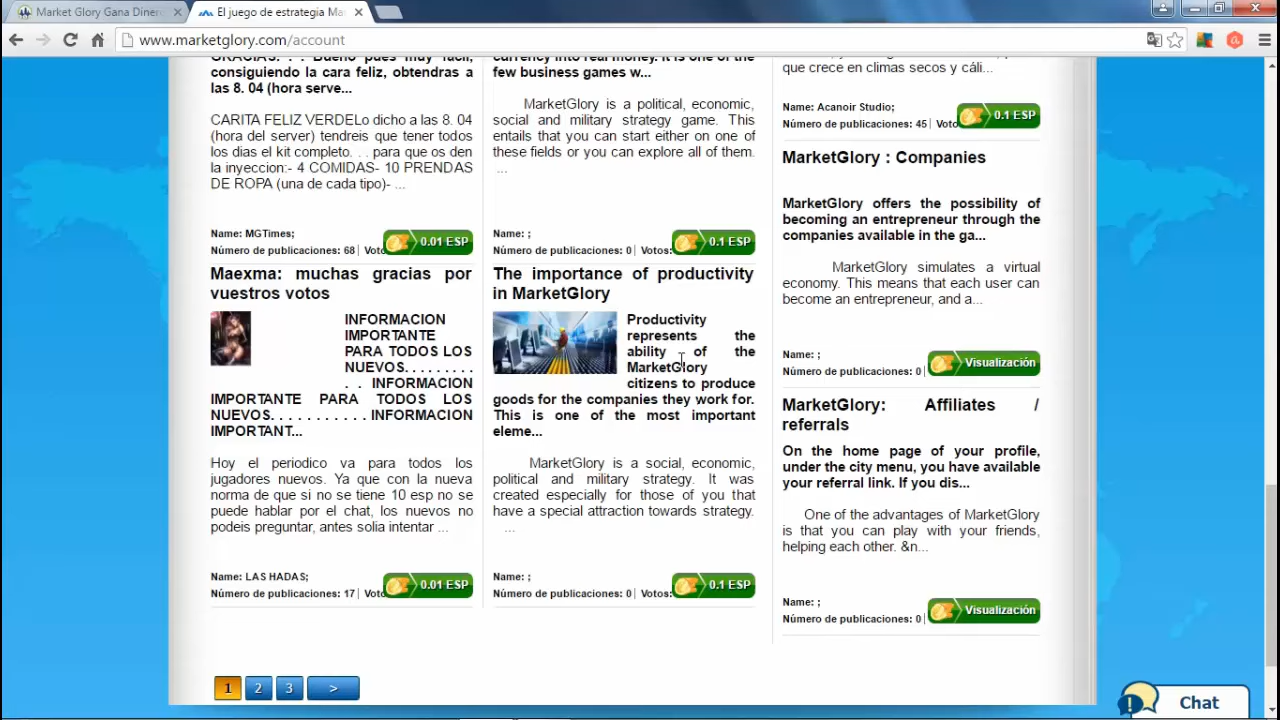 Market Glory Gana Dinero
El juego de estrategia Ma
www.marketglory.com/account
GRACIAS. . . Bueno pues muy facil,
consiguiendo la cara feliz, obtendras a
las 8. 04 (hora serve...
CARITA FELIZ VERDELo dicho a las 8. 04
(hora del server) tendreis que tener todos
los dias el kit completo. . . para que os den
la inyeccion:- 4 COMIDAS- 10 PRENDAS
DE ROPA (una de cada tipo)- ...
Name: MGTimes;
Número de publicaciones: 68 | Voto
0.01 ESP
Maexma: muchas gracias por
vuestros votos
INFORMACION
IMPORTANTE
PARA TODOS LOS
NUEVOS. . . . . . . . .
. . INFORMACION
IMPORTANTE PARA TODOS LOS
NUEVOS. . . . . . . . . . . INFORMACION
IMPORTANT...
Hoy el periodico va para todos los
jugadores nuevos. Ya que con la nueva
norma de que si no se tiene 10 esp no se
puede hablar por el chat, los nuevos no
podeis preguntar, antes solia intentar ...
Name: LAS HADAS;
Número de publicaciones: 17 | Voto
0.01 ESP
currency into real money. It is one of the
few business games w...
MarketGlory is a political, economic,
social and military strategy game. This
entails that you can start either on one of
these fields or you can explore all of them.
...
Name: ;
Número de publicaciones: 0 | Votos:
0.1 ESP
The importance of productivity
in MarketGlory
Productivity
represents the
ability of the
MarketGlory
citizens to produce
goods for the companies they work for.
This is one of the most important
eleme...
MarketGlory is a social, economic,
political and military strategy. It was
created especially for those of you that
have a special attraction towards strategy.
...
Name: ;
Número de publicaciones: 0 | Votos:
0.1 ESP
que crece en climas secos y cáli...
Name: Acanoir Studio;
Número de publicaciones: 45 | Voto
0.1 ESP
MarketGlory : Companies
MarketGlory offers the possibility of
becoming an entrepreneur through the
companies available in the ga...
MarketGlory simulates a virtual
economy. This means that each user can
become an entrepreneur, and a...
Name: ;
Número de publicaciones: 0 |
Visualización
MarketGlory: Affiliates /
referrals
On the home page of your profile,
under the city menu, you have available
your referral link. If you dis...
One of the advantages of MarketGlory
is that you can play with your friends,
helping each other. &n...
Name: ;
Número de publicaciones: 0 |
Visualización
1 2 3 >
Chat